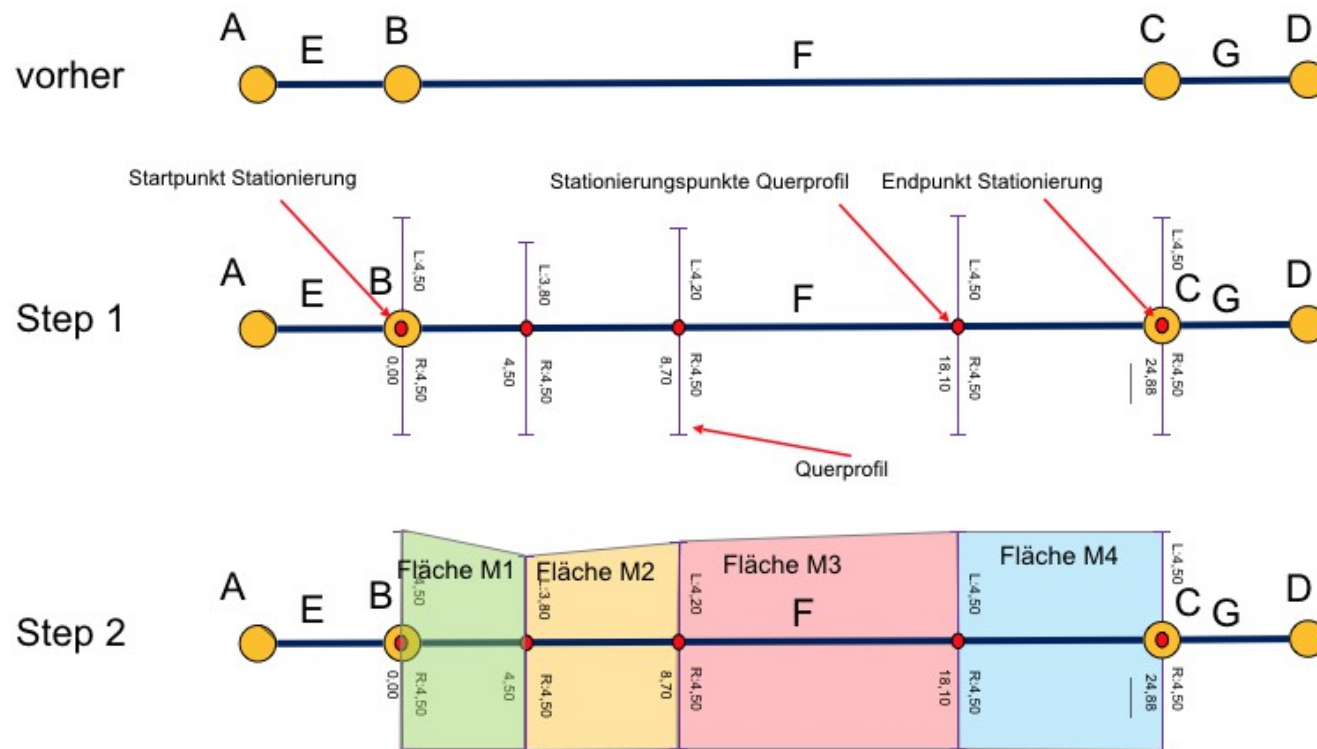 A
E
B
F
C
G
D
vorher
Startpunkt Stationierung
Stationierungspunkte Querprofil
Endpunkt Stationierung
L:4,50
L:3,80
L:4,20
L:4,50
L:4,50
A
E
B
F
C
G
D
Step 1
0,00
R:4,50
4,50
R:4,50
8,70
R:4,50
18,10
R:4,50
24,88
R:4,50
Querprofil
Fläche M1
Fläche M2
Fläche M3
Fläche M4
4,50
L:3,80
L:4,20
L:4,50
L:4,50
A
E
B
F
C
G
D
Step 2
0,00
R:4,50
4,50
R:4,50
8,70
R:4,50
18,10
R:4,50
24,88
R:4,50